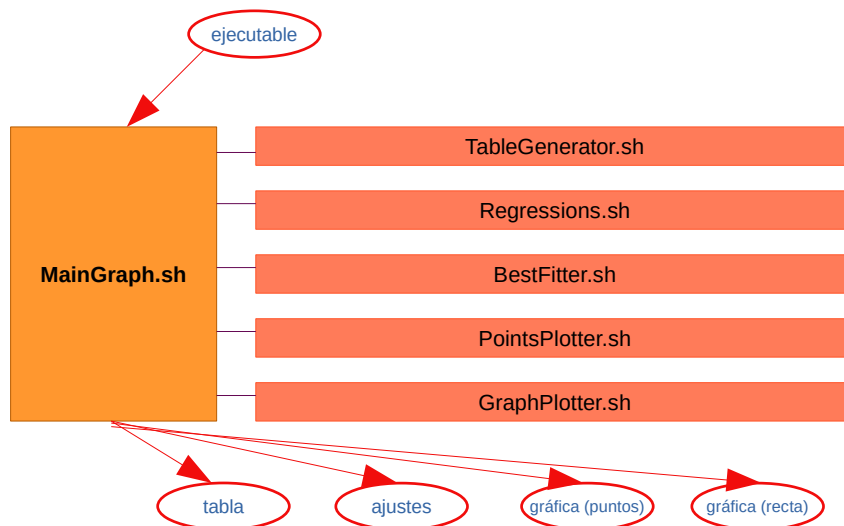 ejecutable
TableGenerator.sh
Regressions.sh
MainGraph.sh
BestFitter.sh
PointsPlotter.sh
GraphPlotter.sh
tabla
ajustes
gráfica (puntos)
gráfica (recta)